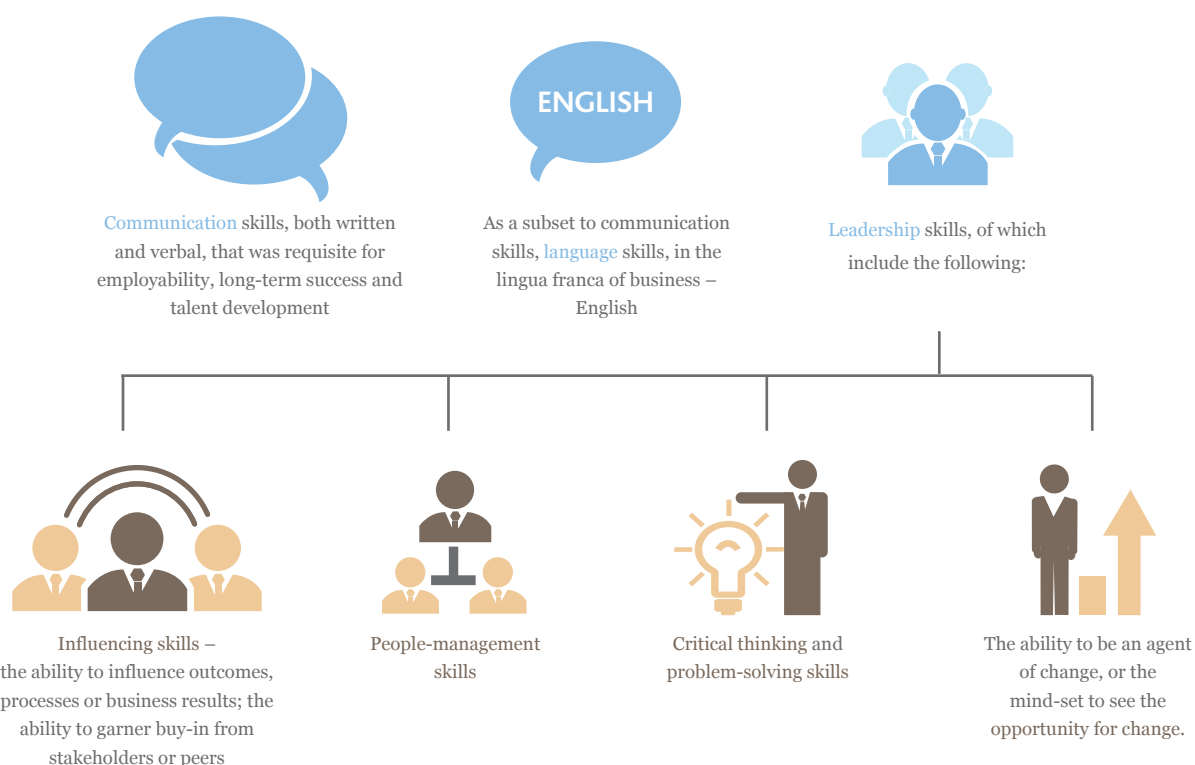 Communication skills, both written
and verbal, that was requisite for
employability, long-term success and
talent development
ENGLISH
As a subset to communication
skills, language skills, in the
lingua franca of business –
English
Leadership skills, of which
include the following:
Influencing skills –
the ability to influence outcomes,
processes or business results; the
ability to garner buy-in from
stakeholders or peers
People-management
skills
Critical thinking and
problem-solving skills
The ability to be an agent
of change, or the
mind-set to see the
opportunity for change.